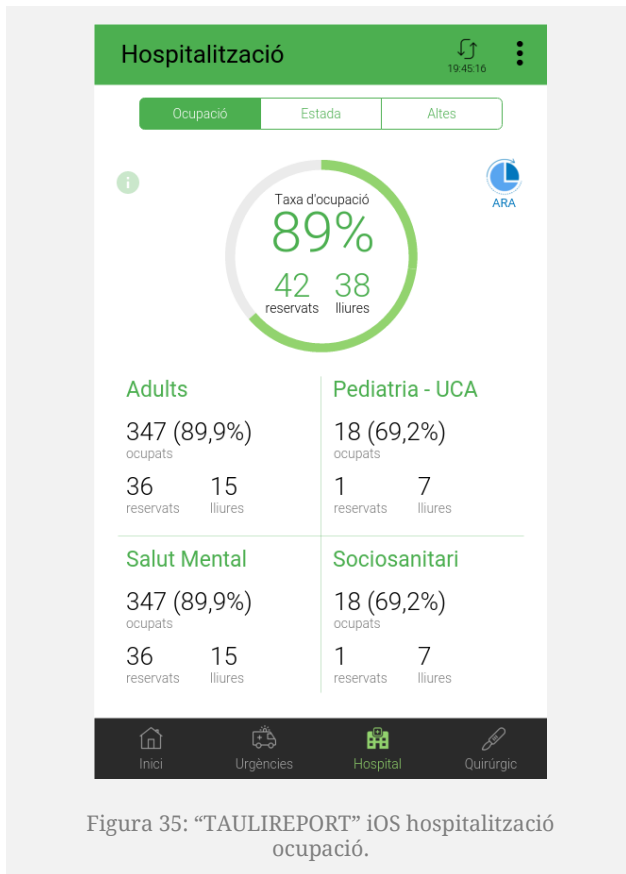 Hospitalització
19:45:16
Ocupació Estada Altes
i
ARA
Taxa d'ocupació
89%
42 38
reservats lliures
Adults Pediatria - UCA
347 (89,9%) 18 (69,2%)
ocupats ocupats
36 15 1 7
reservats lliures reservats lliures
Salut Mental Sociosanitari
347 (89,9%) 18 (69,2%)
ocupats ocupats
36 15 1 7
reservats lliures reservats lliures
Inici Urgències Hospital Quirúrgic
Figura 35: “TAULIREPORT” iOS hospitalització
ocupació.